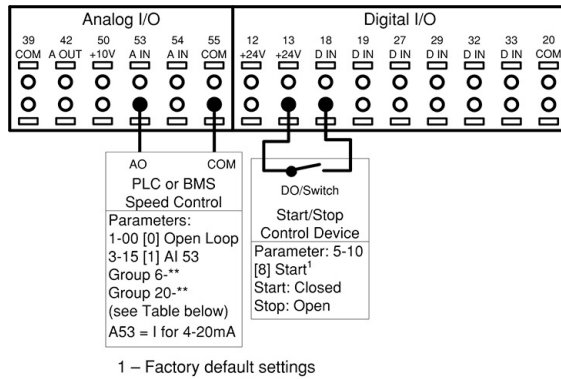 Analog I/O
Digital I/O
39 42 50 53 54 55 12 13 18 19 27 29 32 33 20
COM A OUT +10V A IN A IN COM +24V +24V D IN D IN D IN D IN D IN D IN COM
AO COM
PLC or BMS
Speed Control
Parameters:
1-00 [0] Open Loop
3-15 [1] AI 53
Group 6-**
Group 20-**
(see Table below)
A53 = I for 4-20mA
DO/Switch
Start/Stop
Control Device
Parameter: 5-10
[8] Start¹
Start: Closed
Stop: Open
1 – Factory default settings